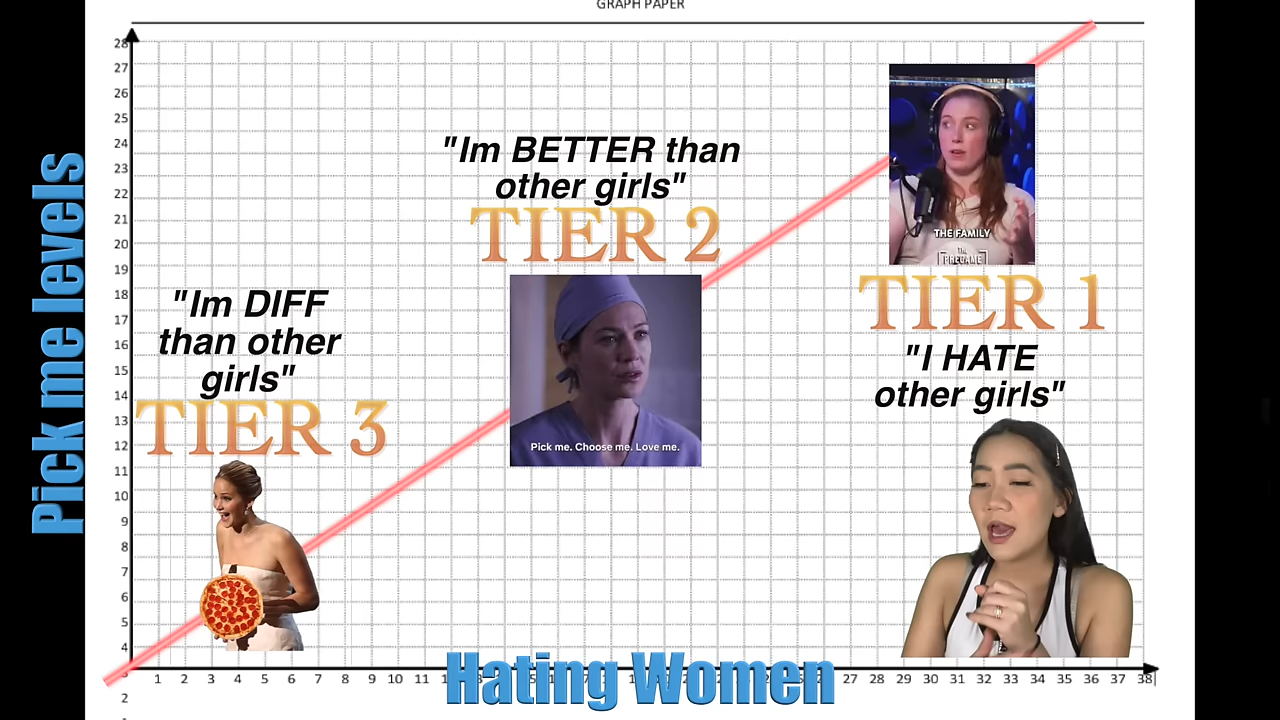 GRAPH PAPER
Pick me levels
28
27
26
25
24
23
22
21
20
19
18
17
16
15
14
13
12
11
10
9
8
7
6
5
4
3
2
"Im DIFF
than other
girls"
TIER 3
"Im BETTER than
other girls"
TIER 2
Pick me. Choose me. Love me.
THE FAMILY
THE
PREGAME
TIER 1
"I HATE
other girls"
1 2 3 4 5 6 7 8 9 10 11 12 27 28 29 30 31 32 33 34 35 36 37 38
Hating Women